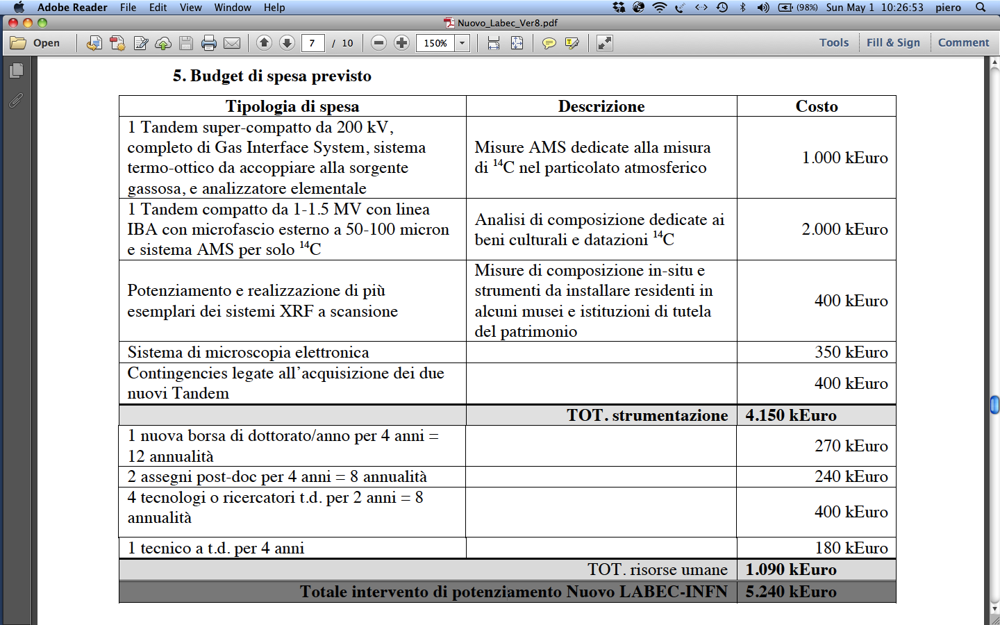 Adobe Reader File Edit View Window Help (98%) Sun May 1 10:26:53 piero
Nuovo_Labec_Ver8.pdf
Open 7 / 10 150% Tools Fill & Sign Comment
5. Budget di spesa previsto
Tipologia di spesa Descrizione Costo
1 Tandem super-compatto da 200 kV,
completo di Gas Interface System, sistema
termo-ottico da accoppiare alla sorgente
gassosa, e analizzatore elementale
Misure AMS dedicate alla misura
di ¹⁴C nel particolato atmosferico
1.000 kEuro
1 Tandem compatto da 1-1.5 MV con linea
IBA con microfascio esterno a 50-100 micron
e sistema AMS per solo ¹⁴C
Analisi di composizione dedicate ai
beni culturali e datazioni ¹⁴C
2.000 kEuro
Potenziamento e realizzazione di più
esemplari dei sistemi XRF a scansione
Misure di composizione in-situ e
strumenti da installare residenti in
alcuni musei e istituzioni di tutela
del patrimonio
400 kEuro
Sistema di microscopia elettronica 350 kEuro
Contingencies legate all’acquisizione dei due
nuovi Tandem
400 kEuro
TOT. strumentazione 4.150 kEuro
1 nuova borsa di dottorato/anno per 4 anni =
12 annualità
270 kEuro
2 assegni post-doc per 4 anni = 8 annualità 240 kEuro
4 tecnologi o ricercatori t.d. per 2 anni = 8
annualità
400 kEuro
1 tecnico a t.d. per 4 anni 180 kEuro
TOT. risorse umane 1.090 kEuro
Totale intervento di potenziamento Nuovo LABEC-INFN 5.240 kEuro